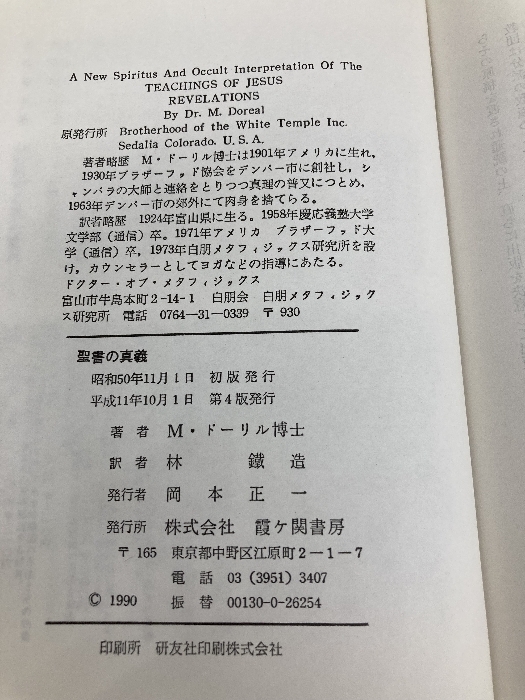 A New Spiritus And Occult Interpretation Of The
TEACHINGS OF JESUS
REVELATIONS
By Dr. M. Doreal
原発行所 Brotherhood of the White Temple Inc.
Sedalia Colorado. U. S. A.
著者略歴 M・ドーリル博士は1901年アメリカに生れ,
1930年ブラザーフッド協会をデンバー市に創社し,シ
ャンバラの大師と連絡をとりつつ真理の普又につとめ,
1963年デンバー市の郊外にて肉身を捨てらる。
訳者略歴 1924年富山県に生る。1958年慶応義塾大学
文学部(通信)卒。1971年アメリカ ブラザーフッド大
学(通信)卒,1973年白朋メタフィジックス研究所を設
け,カウンセラーとしてヨガなどの指導にあたる。
ドクター・オブ・メタフィジックス
富山市牛島本町2-14-1 白朋会 白朋メタフィジック
ス研究所 電話 0764―31―0339 〒930
聖書の真義
昭和50年11月1日 初版発行
平成11年10月1日 第4版発行
著者 M・ドーリル博士
訳者 林 鐵造
発行者 岡本正一
発行所 株式会社 霞ケ関書房
〒165 東京都中野区江原町2―1―7
電話 03 (3951) 3407
© 1990 振替 00130-0-26254
印刷所 研友社印刷株式会社